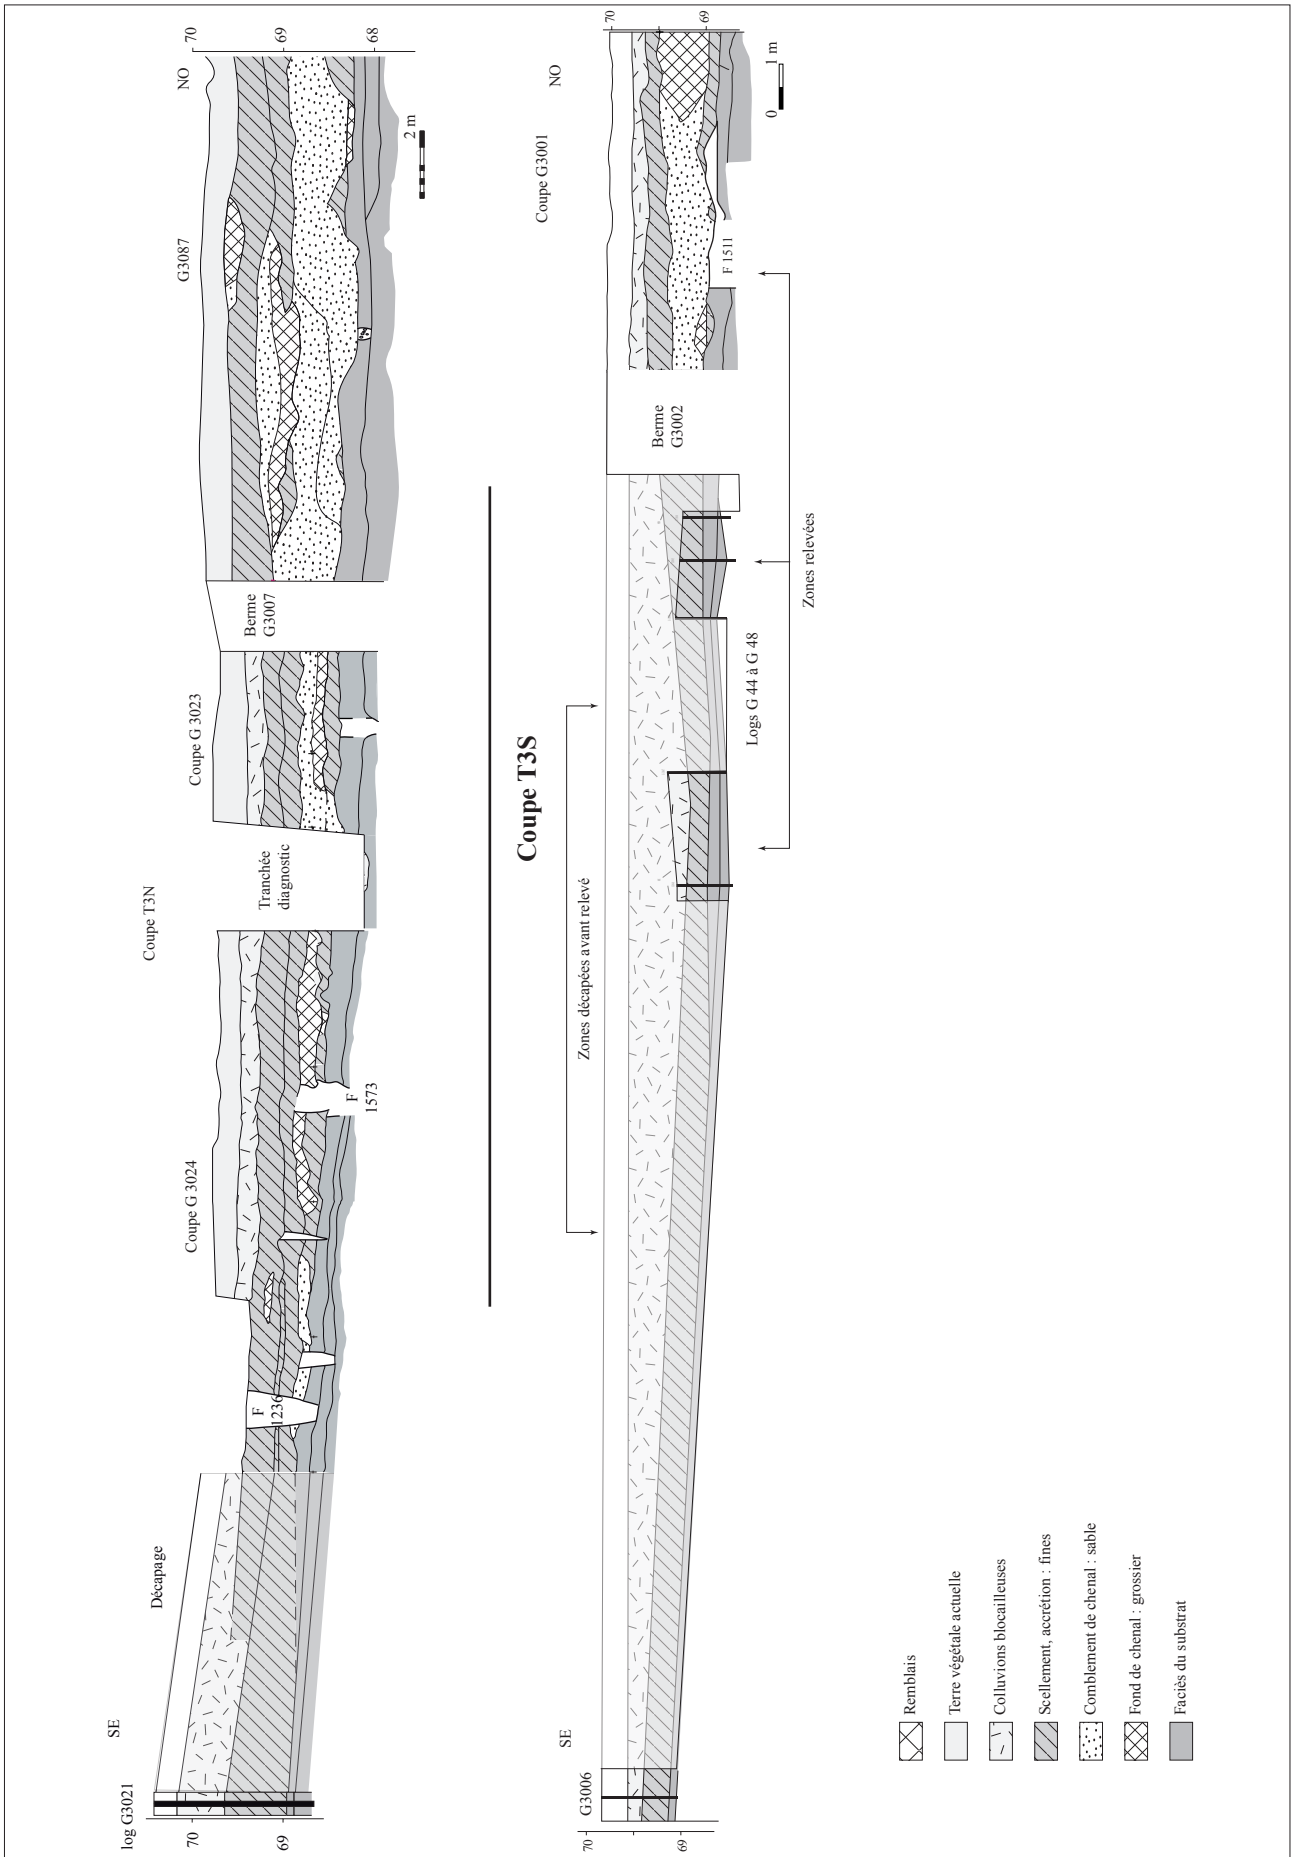 Coupe T3N
SE
NO
log G3021
Décapage
Coupe G 3024
Tranchée
diagnostic
Coupe G 3023
Berme
G3007
G3087
70
69
70
69
68
F
1236
F
1573
2 m
Coupe T3S
SE
NO
G3006
Zones décapées avant relevé
Berme
G3002
Coupe G3001
70
69
70
69
F 1511
Logs G 44 à G 48
Zones relevées
0
1 m
Remblais
Terre végétale actuelle
Colluvions blocailleuses
Scellement, accrétion : fines
Comblement de chenal : sable
Fond de chenal : grossier
Faciès du substrat